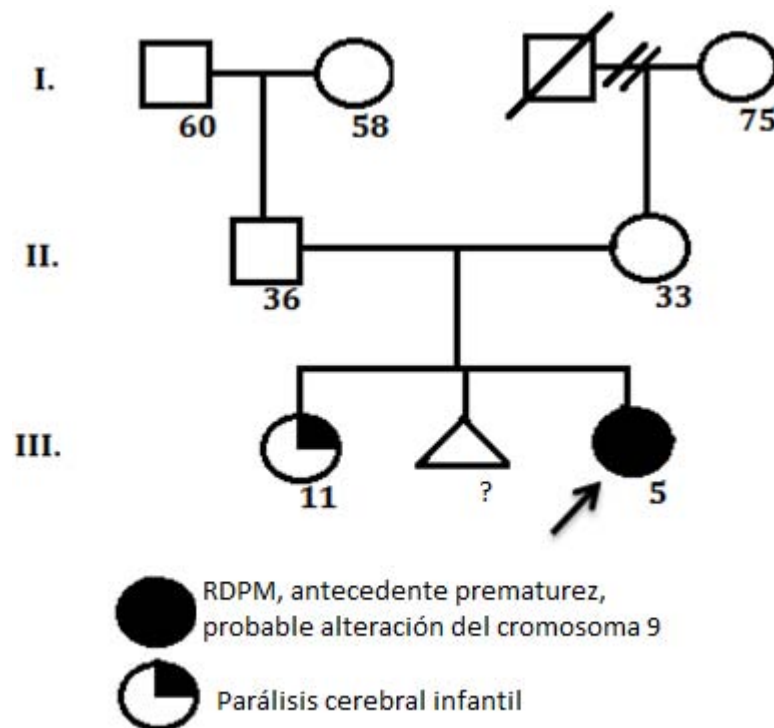 I.
60 58 75
II.
36 33
III.
11 ? 5
RDPM, antecedente prematurez,
probable alteración del cromosoma 9
Parálisis cerebral infantil